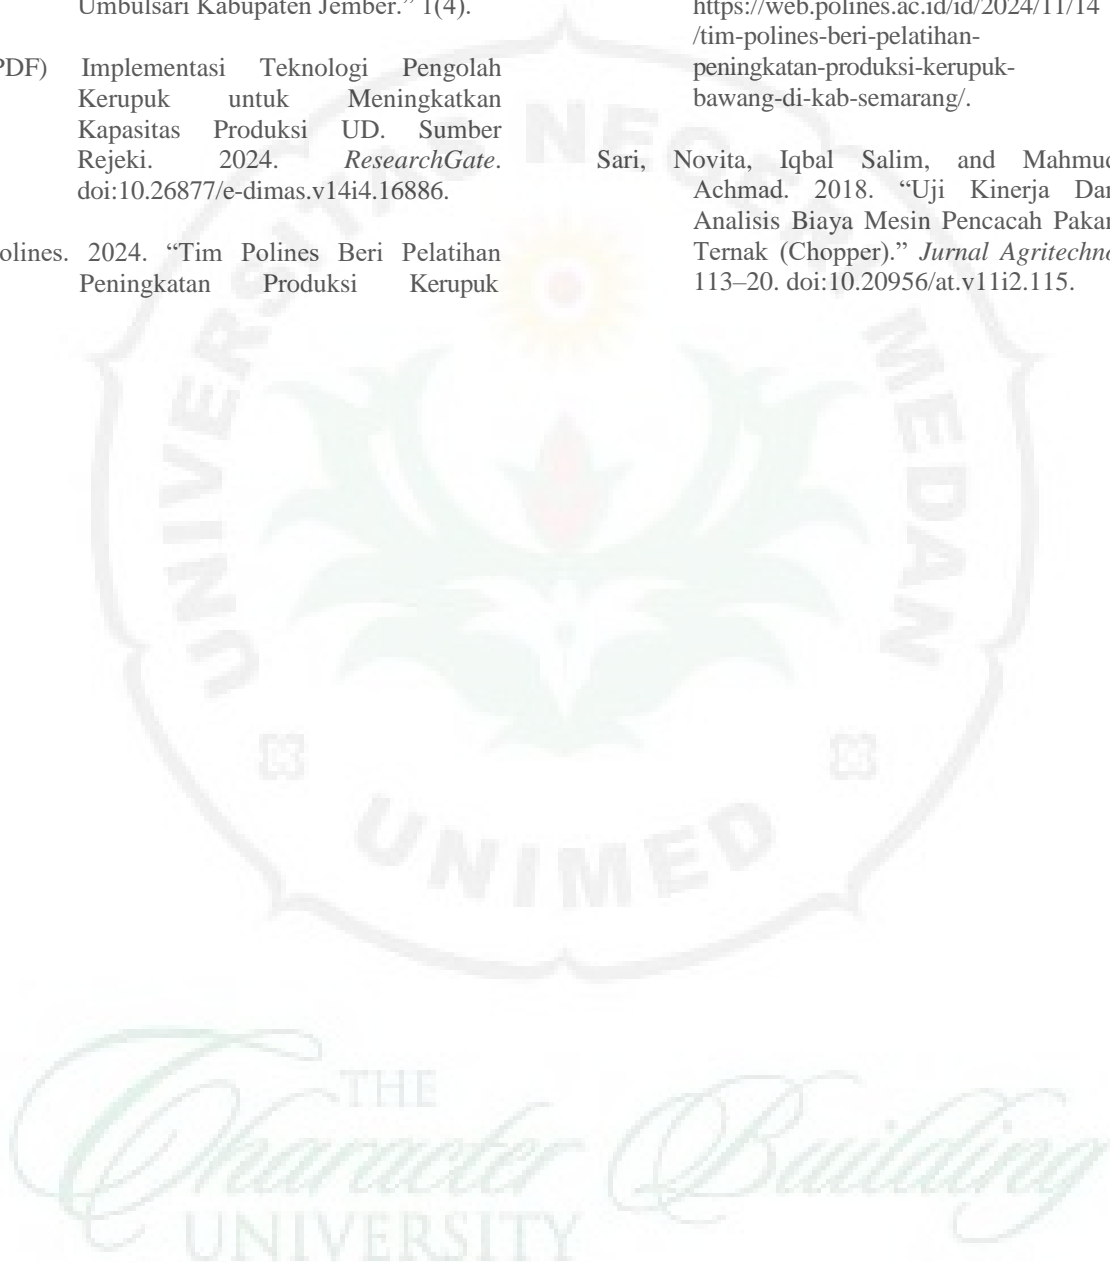 Umbulsari Kabupaten Jember.” 1(4).
PDF) Implementasi Teknologi Pengolah
Kerupuk untuk Meningkatkan
Kapasitas Produksi UD. Sumber
Rejeki. 2024. ResearchGate.
doi:10.26877/e-dimas.v14i4.16886.
olines. 2024. “Tim Polines Beri Pelatihan
Peningkatan Produksi Kerupuk
https://web.polines.ac.id/id/2024/11/14
/tim-polines-beri-pelatihan-
peningkatan-produksi-kerupuk-
bawang-di-kab-semarang/.
Sari, Novita, Iqbal Salim, and Mahmud
Achmad. 2018. “Uji Kinerja Dan
Analisis Biaya Mesin Pencacah Pakan
Ternak (Chopper).” Jurnal Agritechno
113–20. doi:10.20956/at.v11i2.115.
UNIVERSITAS NEGERI MEDAN
UNIMED
THE
Character Building
UNIVERSITY